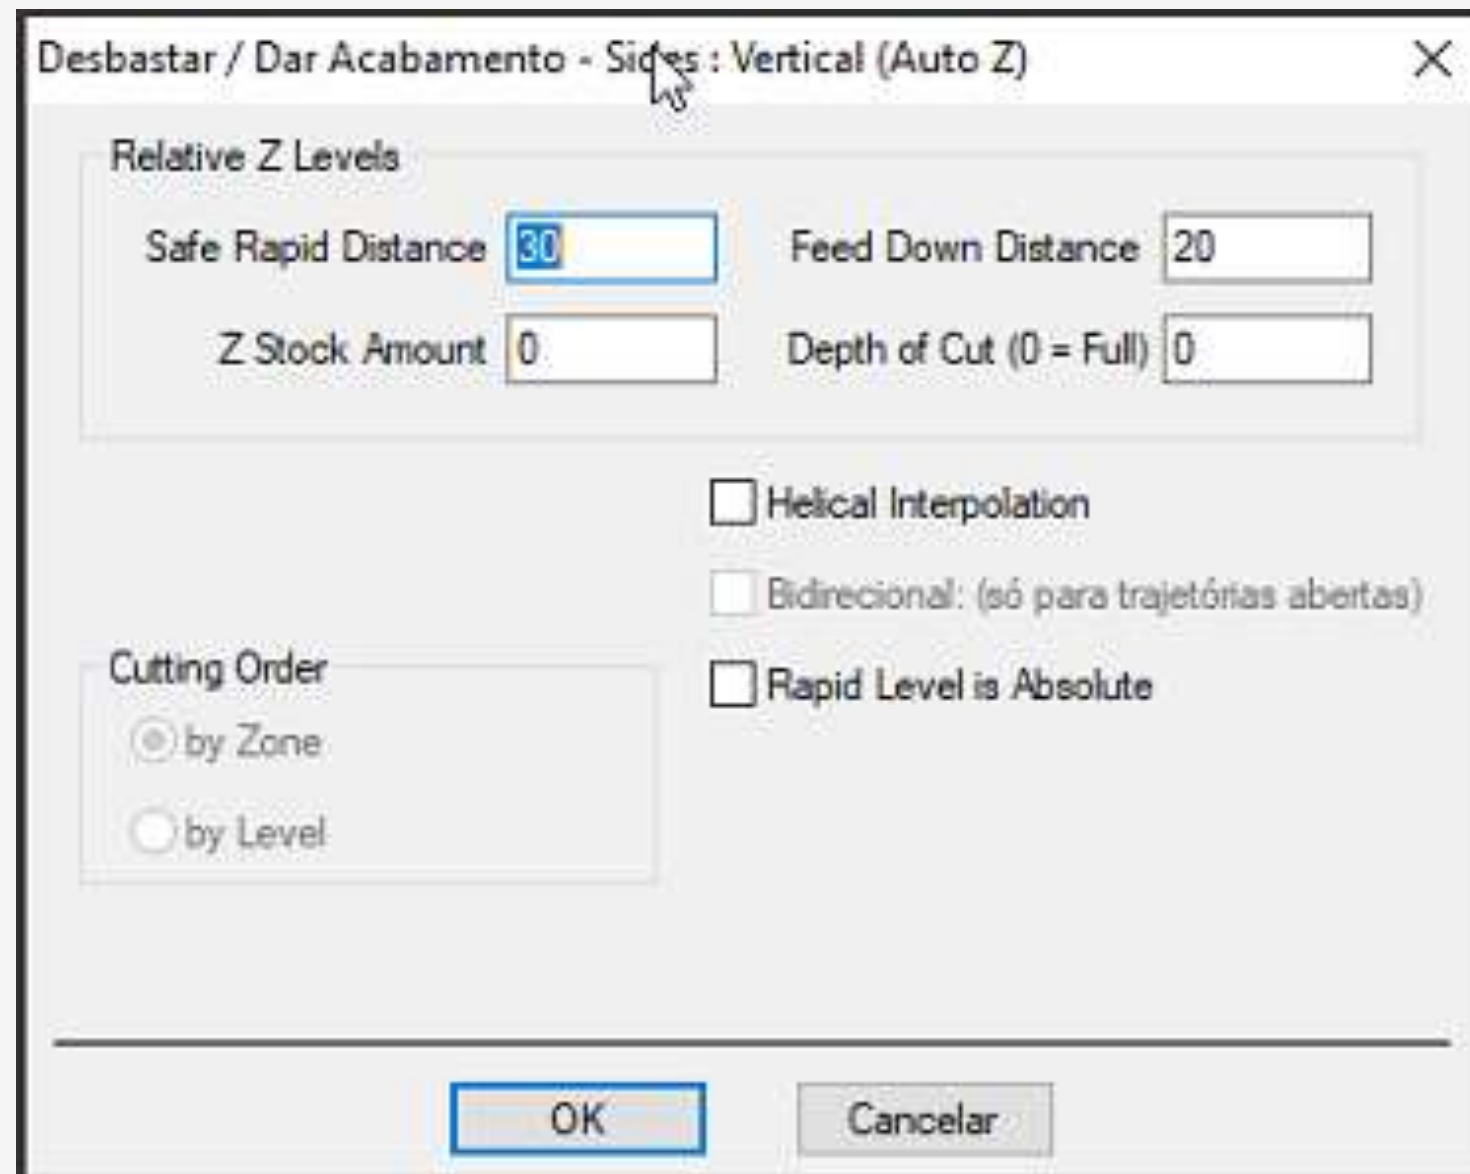 Desbastar / Dar Acabamento - Sides : Vertical (Auto Z)
Relative Z Levels
Safe Rapid Distance 30 Feed Down Distance 20
Z Stock Amount 0 Depth of Cut (0 = Full) 0
Helical Interpolation
Bidirecional: (só para trajetórias abertas)
Cutting Order
Rapid Level is Absolute
by Zone
by Level
OK Cancelar